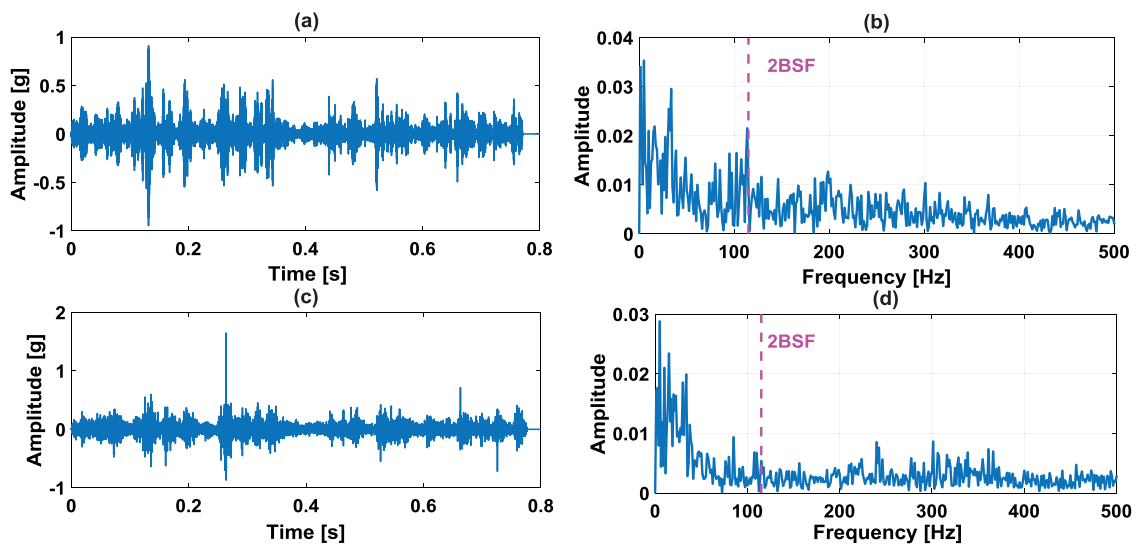 (a)
1
0.5
0
-0.5
-1
Amplitude [g]
0 0.2 0.4 0.6 0.8
Time [s]
(b)
0.04
0.03
0.02
0.01
0
Amplitude
2BSF
0 100 200 300 400 500
Frequency [Hz]
(c)
2
1
0
-1
Amplitude [g]
0 0.2 0.4 0.6 0.8
Time [s]
(d)
0.03
0.02
0.01
0
Amplitude
2BSF
0 100 200 300 400 500
Frequency [Hz]